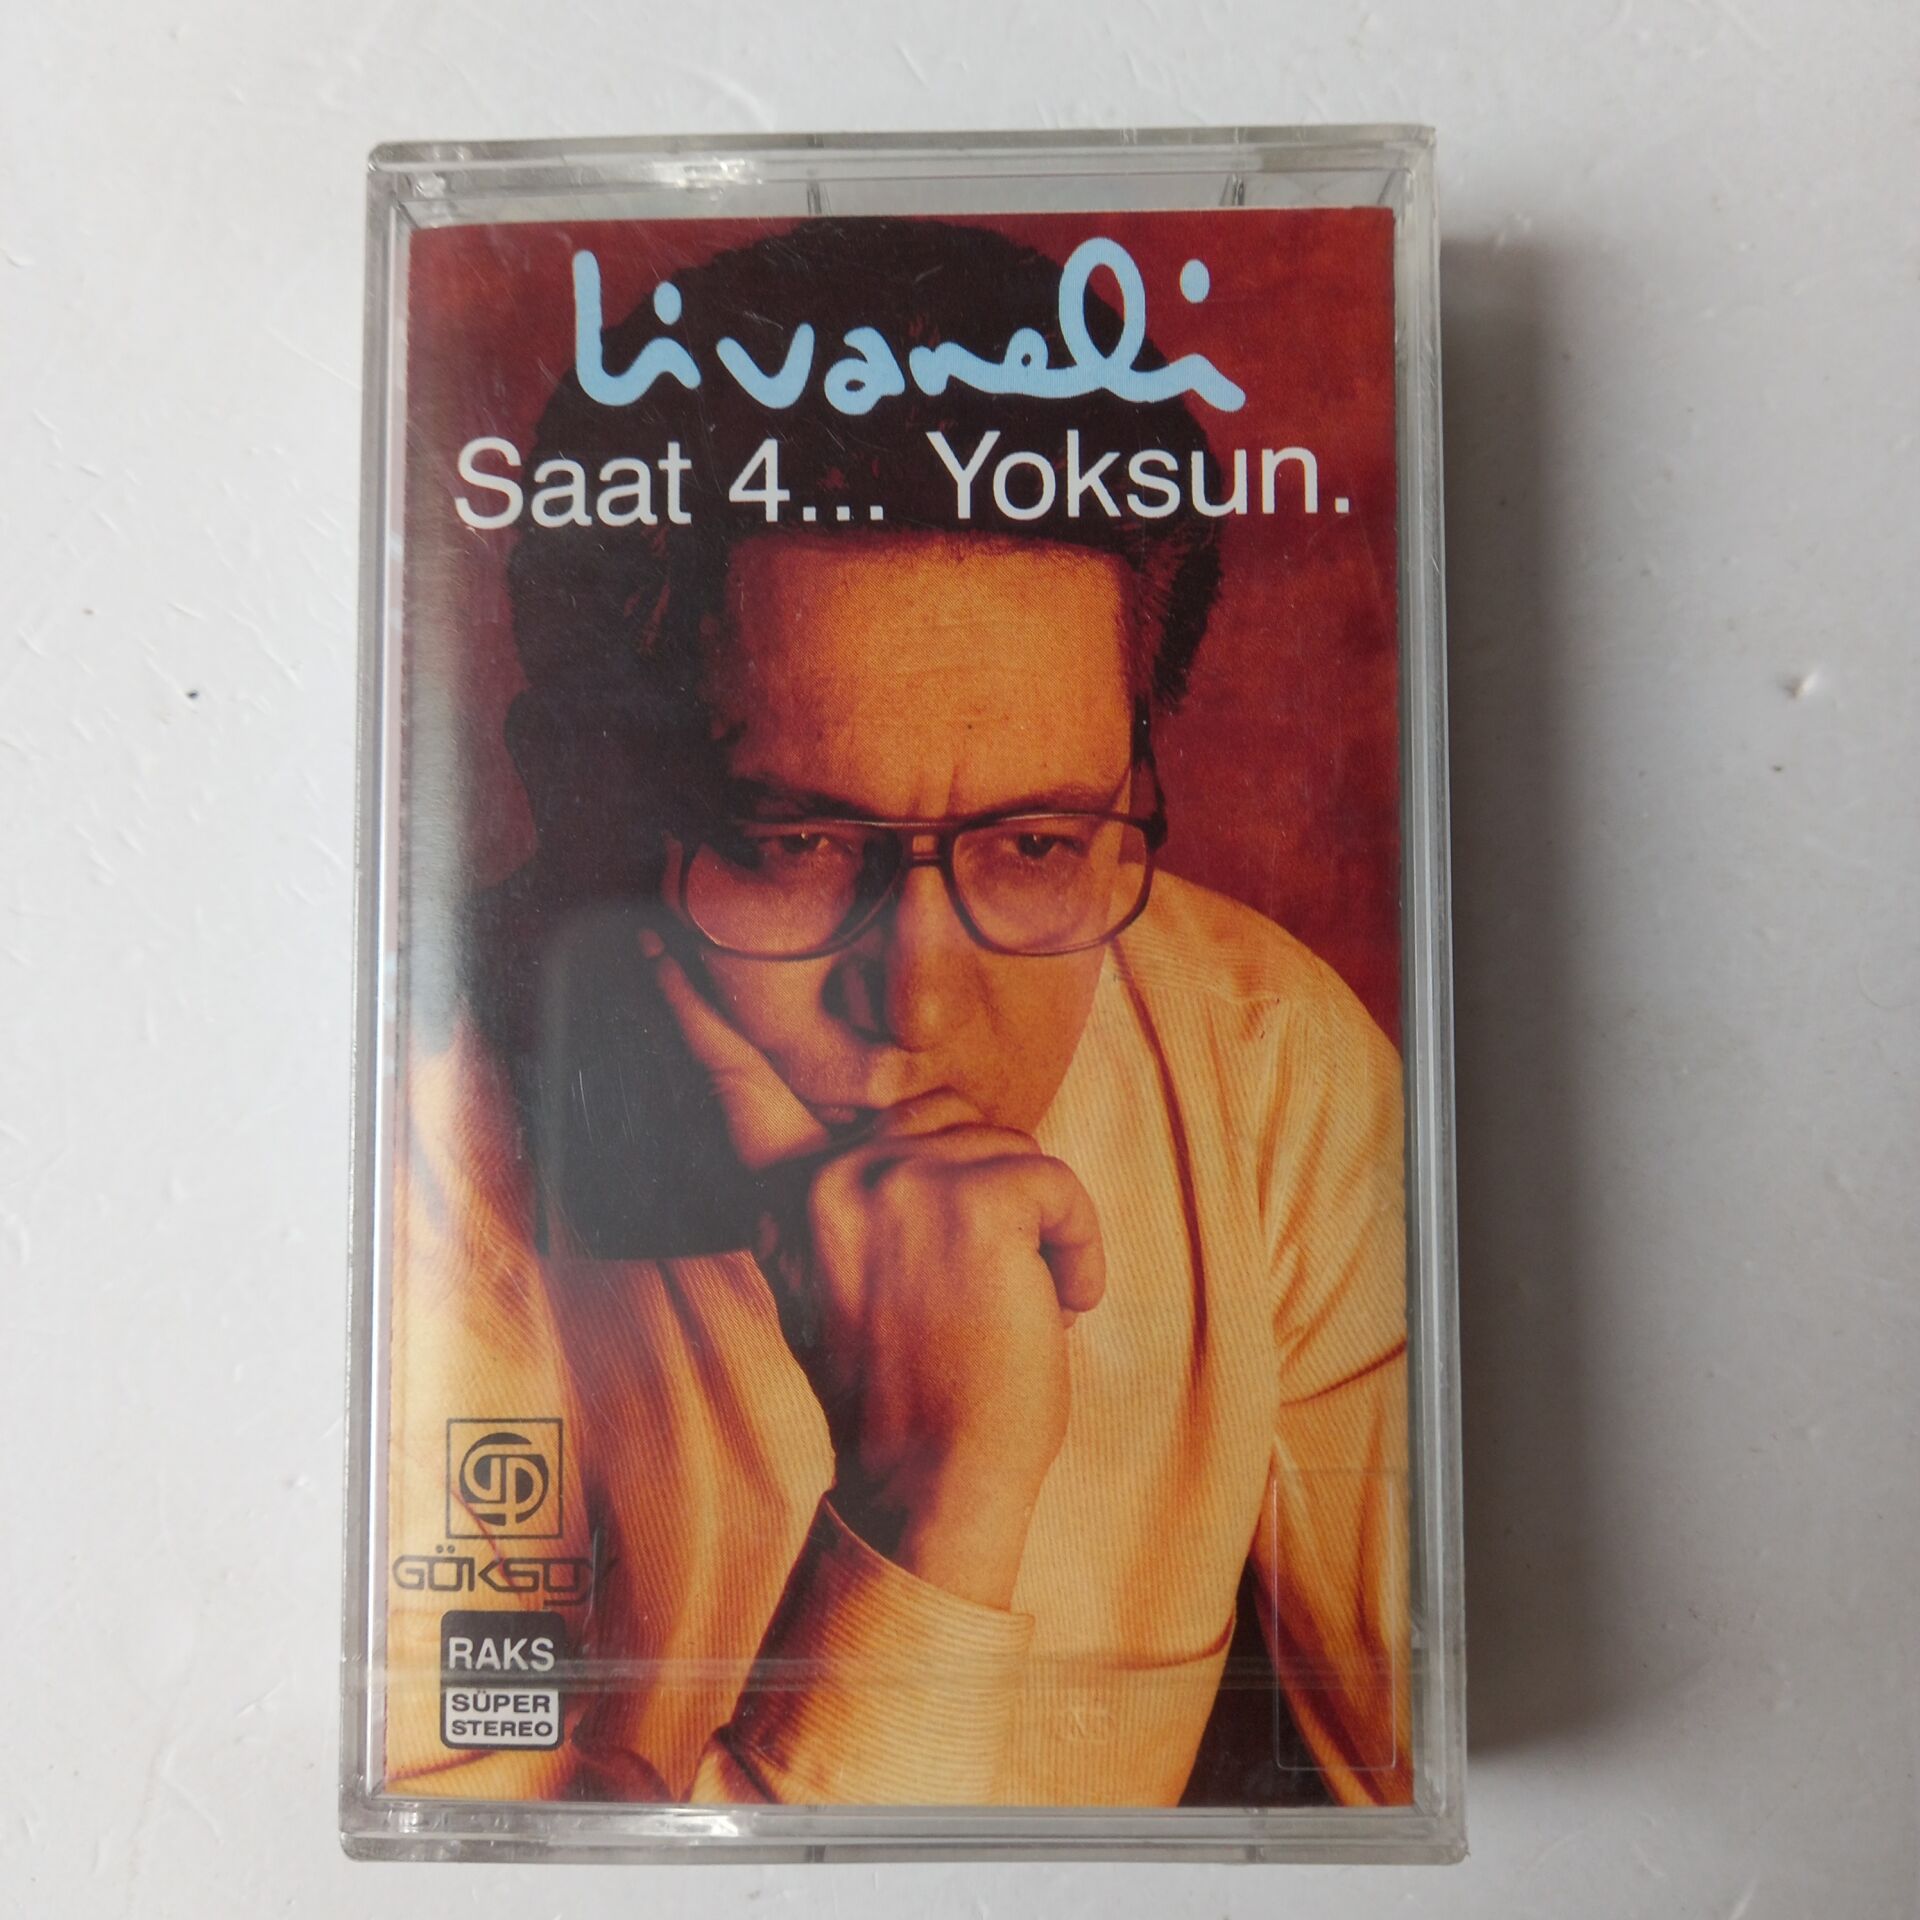 Livaneli
Saat 4... Yoksun.
GÖKSOY
RAKS
SÜPER
STEREO